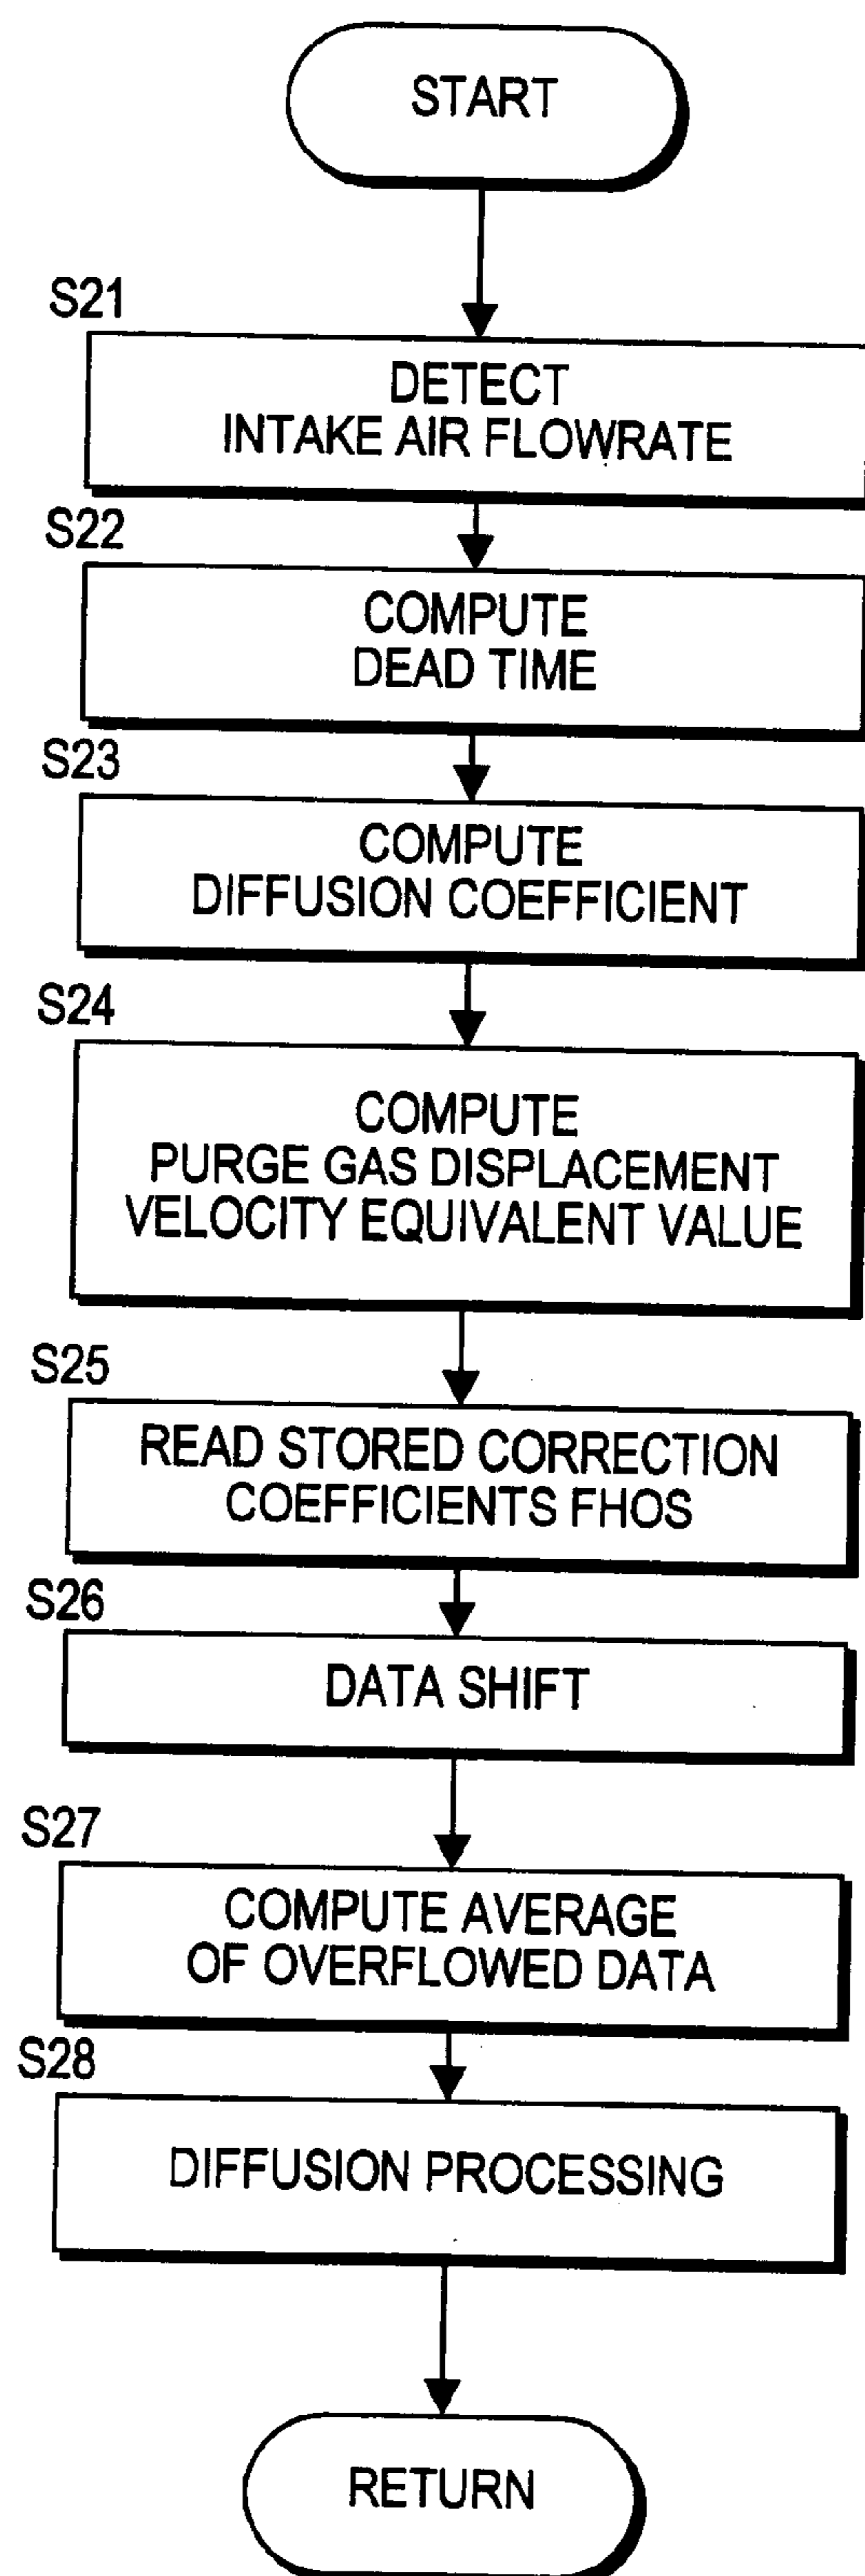 START
S21
DETECT
INTAKE AIR FLOWRATE
S22
COMPUTE
DEAD TIME
S23
COMPUTE
DIFFUSION COEFFICIENT
S24
COMPUTE
PURGE GAS DISPLACEMENT
VELOCITY EQUIVALENT VALUE
S25
READ STORED CORRECTION
COEFFICIENTS FHOS
S26
DATA SHIFT
S27
COMPUTE AVERAGE
OF OVERFLOWED DATA
S28
DIFFUSION PROCESSING
RETURN